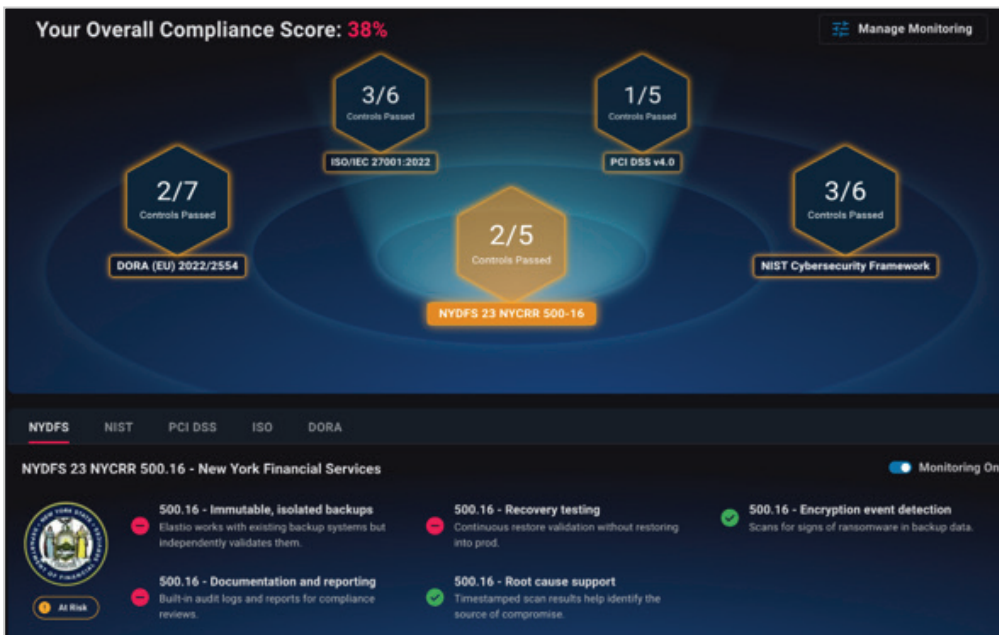 Your Overall Compliance Score: 38%
Manage Monitoring
3/6
Controls Passed
ISO/IEC 27001:2022
1/5
Controls Passed
PCI DSS v4.0
2/7
Controls Passed
DORA (EU) 2022/2554
2/5
Controls Passed
NYDFS 23 NYCRR 500-16
3/6
Controls Passed
NIST Cybersecurity Framework
NYDFS
NIST
PCI DSS
ISO
DORA
NYDFS 23 NYCRR 500.16 - New York Financial Services
Monitoring On
At Risk
500.16 - Immutable, isolated backups
Elastio works with existing backup systems but
independently validates them.
500.16 - Recovery testing
Continuous restore validation without restoring
into prod.
500.16 - Encryption event detection
Scans for signs of ransomware in backup data.
500.16 - Documentation and reporting
Built-in audit logs and reports for compliance
reviews.
500.16 - Root cause support
Timestamped scan results help identify the
source of compromise.